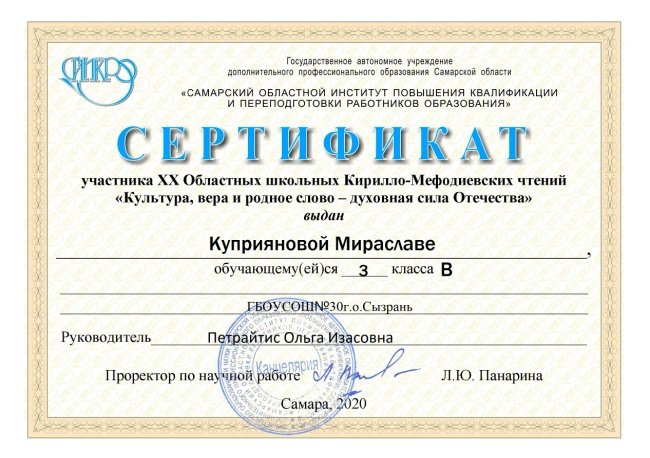 СИПКРО
Государственное автономное учреждение
дополнительного профессионального образования Самарской области
«САМАРСКИЙ ОБЛАСТНОЙ ИНСТИТУТ ПОВЫШЕНИЯ КВАЛИФИКАЦИИ
И ПЕРЕПОДГОТОВКИ РАБОТНИКОВ ОБРАЗОВАНИЯ»
СЕРТИФИКАТ
участника XX Областных школьных Кирилло-Мефодиевских чтений
«Культура, вера и родное слово – духовная сила Отечества»
выдан
Куприяновой Мираславе,
обучающему(ей)ся 3 класса В
ГБОУСОШ№30г.о.Сызрань
Руководитель Петрайтис Ольга Изасовна
Канцелярия
Проректор по научной работе Л.Ю. Панарина
Самара, 2020